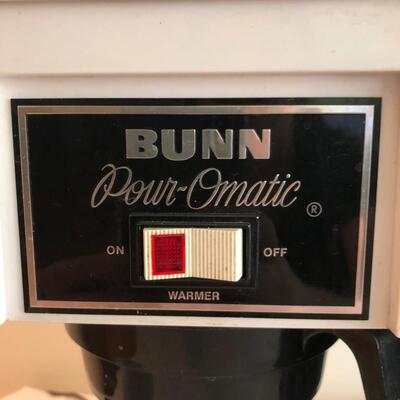 BUNN
Pour-Omatic ®
ON OFF
WARMER